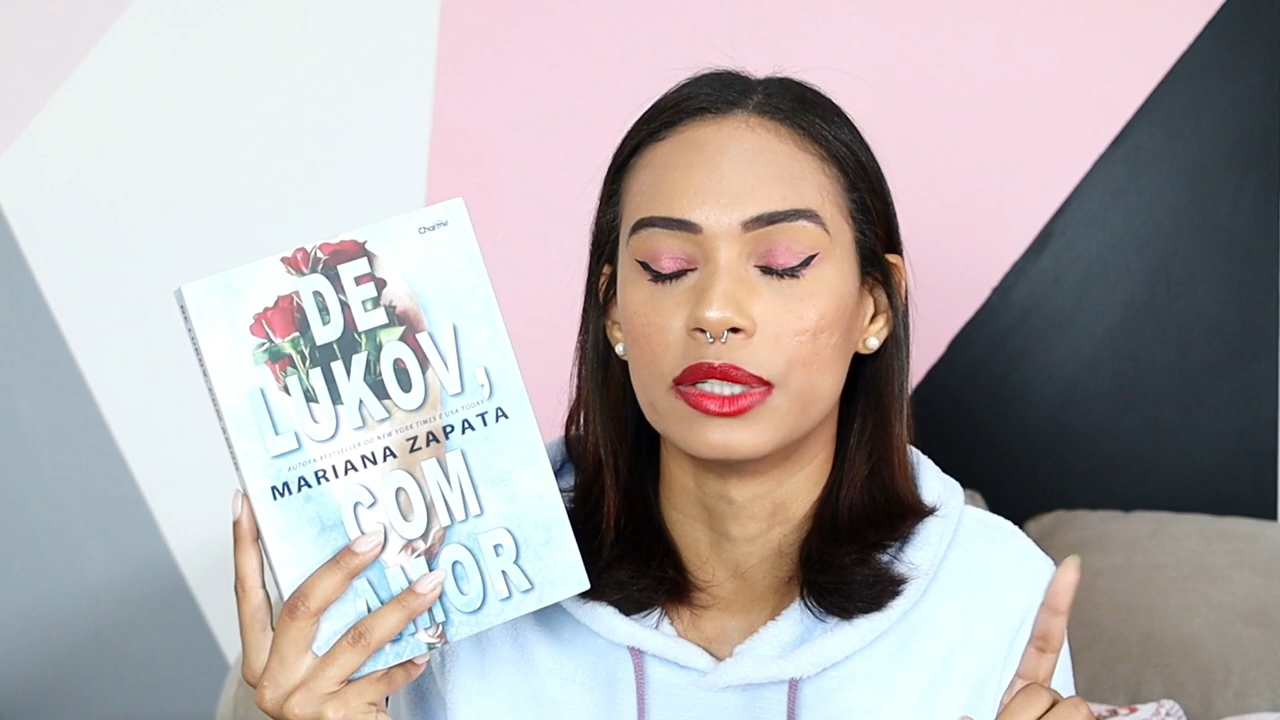 Charme
DE
LUKOV,
AUTORA BESTSELLER DO NEW YORK TIMES E USA TODAY
MARIANA ZAPATA
COM
AMOR